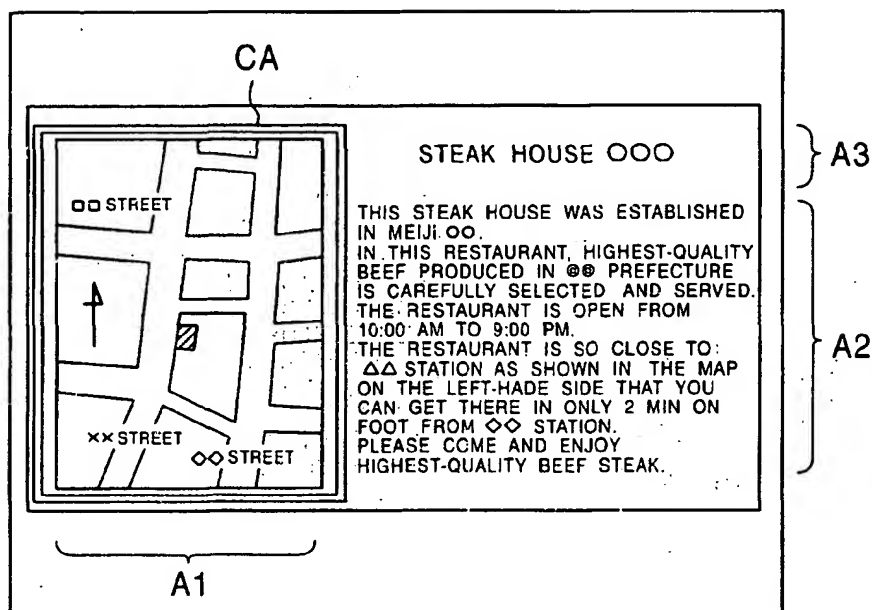 CA
STEAK HOUSE ○○○
A3
□□ STREET
THIS STEAK HOUSE WAS ESTABLISHED
IN MEIJI ○○.
IN THIS RESTAURANT, HIGHEST-QUALITY
BEEF PRODUCED IN @@ PREFECTURE
IS CAREFULLY SELECTED AND SERVED.
THE RESTAURANT IS OPEN FROM
10:00 AM TO 9:00 PM.
THE RESTAURANT IS SO CLOSE TO
△△ STATION AS SHOWN IN THE MAP
ON THE LEFT-HADE SIDE THAT YOU
CAN GET THERE IN ONLY 2 MIN ON
FOOT FROM ◇◇ STATION.
PLEASE COME AND ENJOY
HIGHEST-QUALITY BEEF STEAK.
A2
×× STREET
◇◇ STREET
A1